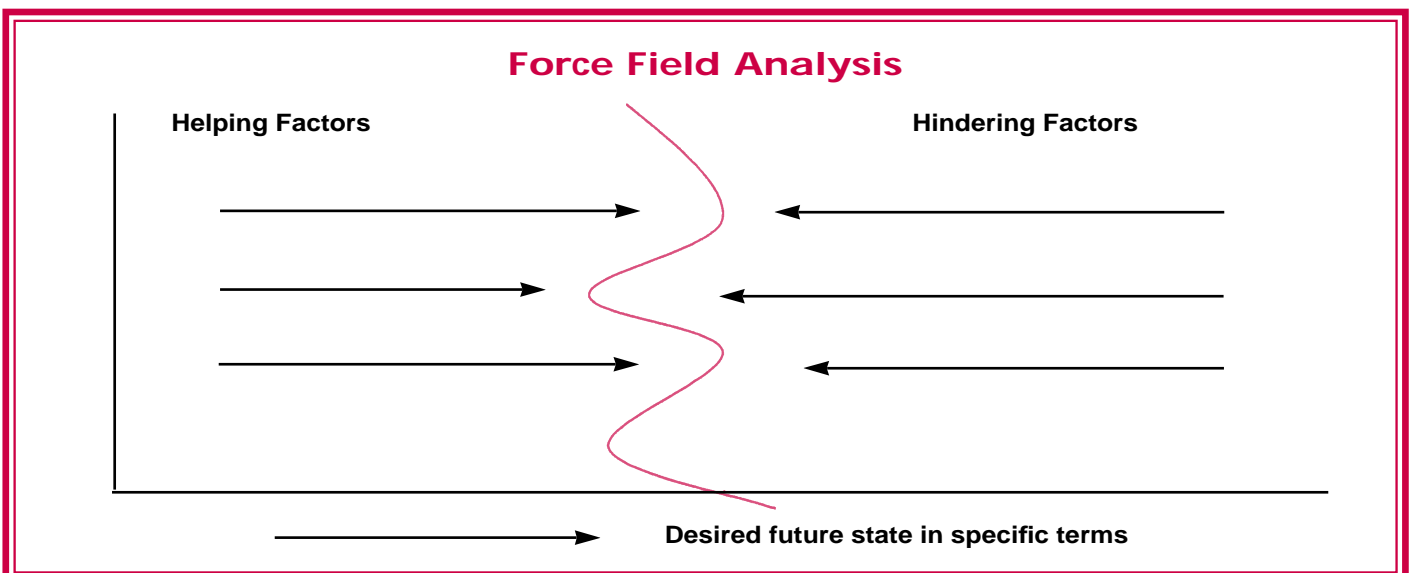 Force Field Analysis
Helping Factors
Hindering Factors
Desired future state in specific terms